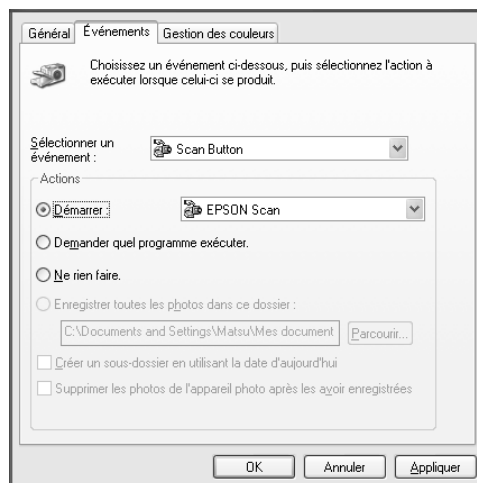 Général Événements Gestion des couleurs
Choisissez un événement ci-dessous, puis sélectionnez l'action à
exécuter lorsque celui-ci se produit.
Sélectionner un
événement :
Scan Button
Actions
Démarrer :
EPSON Scan
Demander quel programme exécuter.
Ne rien faire.
Enregistrer toutes les photos dans ce dossier :
C:\Documents and Settings\Matsu\Mes document
Parcourir...
Créer un sous-dossier en utilisant la date d'aujourd'hui
Supprimer les photos de l'appareil photo après les avoir enregistrées
OK Annuler Appliquer